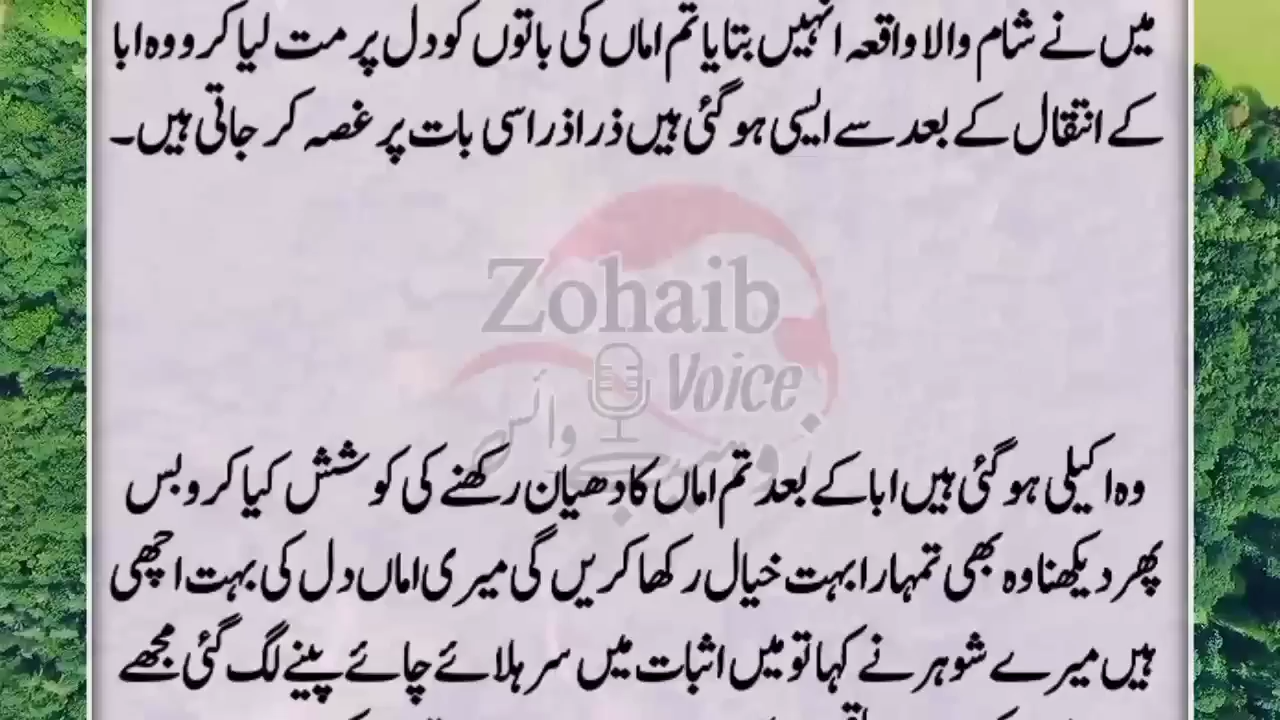 میں نے شام والا واقعہ انہیں بتایا تم اماں کی باتوں کو دل پر مت لیا کرو وہ ابا
کے انتقال کے بعد سے ایسی ہو گئی ہیں ذرا ذرا سی بات پر غصہ کر جاتی ہیں۔
Zohaib
Voice
زوہیب وائس
وہ اکیلی ہو گئی ہیں ابا کے بعد تم اماں کا دھیان رکھنے کی کوشش کیا کرو بس
پھر دیکھنا وہ بھی تمہارا بہت خیال رکھا کریں گی میری اماں دل کی بہت اچھی
ہیں میرے شوہر نے کہا تو میں اثبات میں سر ہلائے چائے پینے لگ گئی مجھے